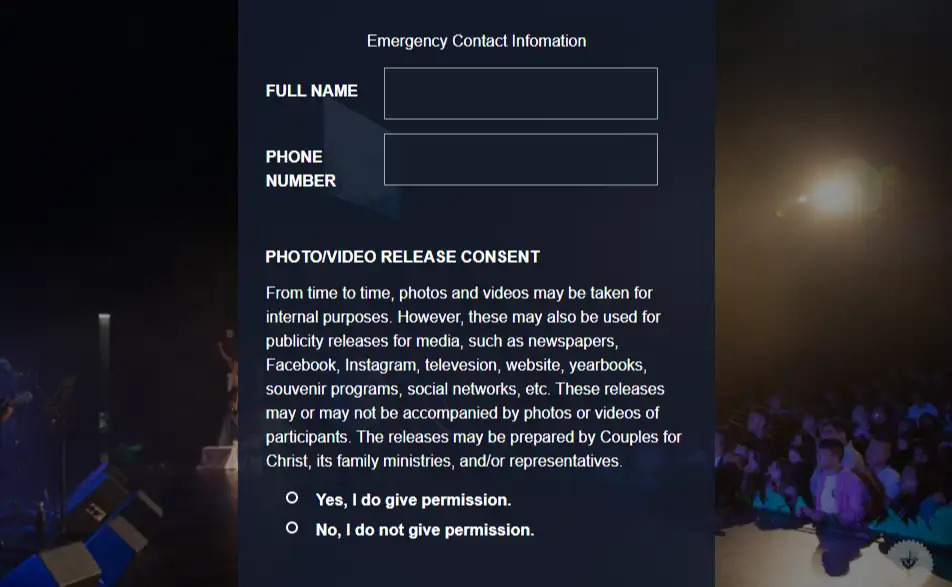 Emergency Contact Infomation
FULL NAME
PHONE
NUMBER
PHOTO/VIDEO RELEASE CONSENT
From time to time, photos and videos may be taken for
internal purposes. However, these may also be used for
publicity releases for media, such as newspapers,
Facebook, Instagram, televesion, website, yearbooks,
souvenir programs, social networks, etc. These releases
may or may not be accompanied by photos or videos of
participants. The releases may be prepared by Couples for
Christ, its family ministries, and/or representatives.
Yes, I do give permission.
No, I do not give permission.